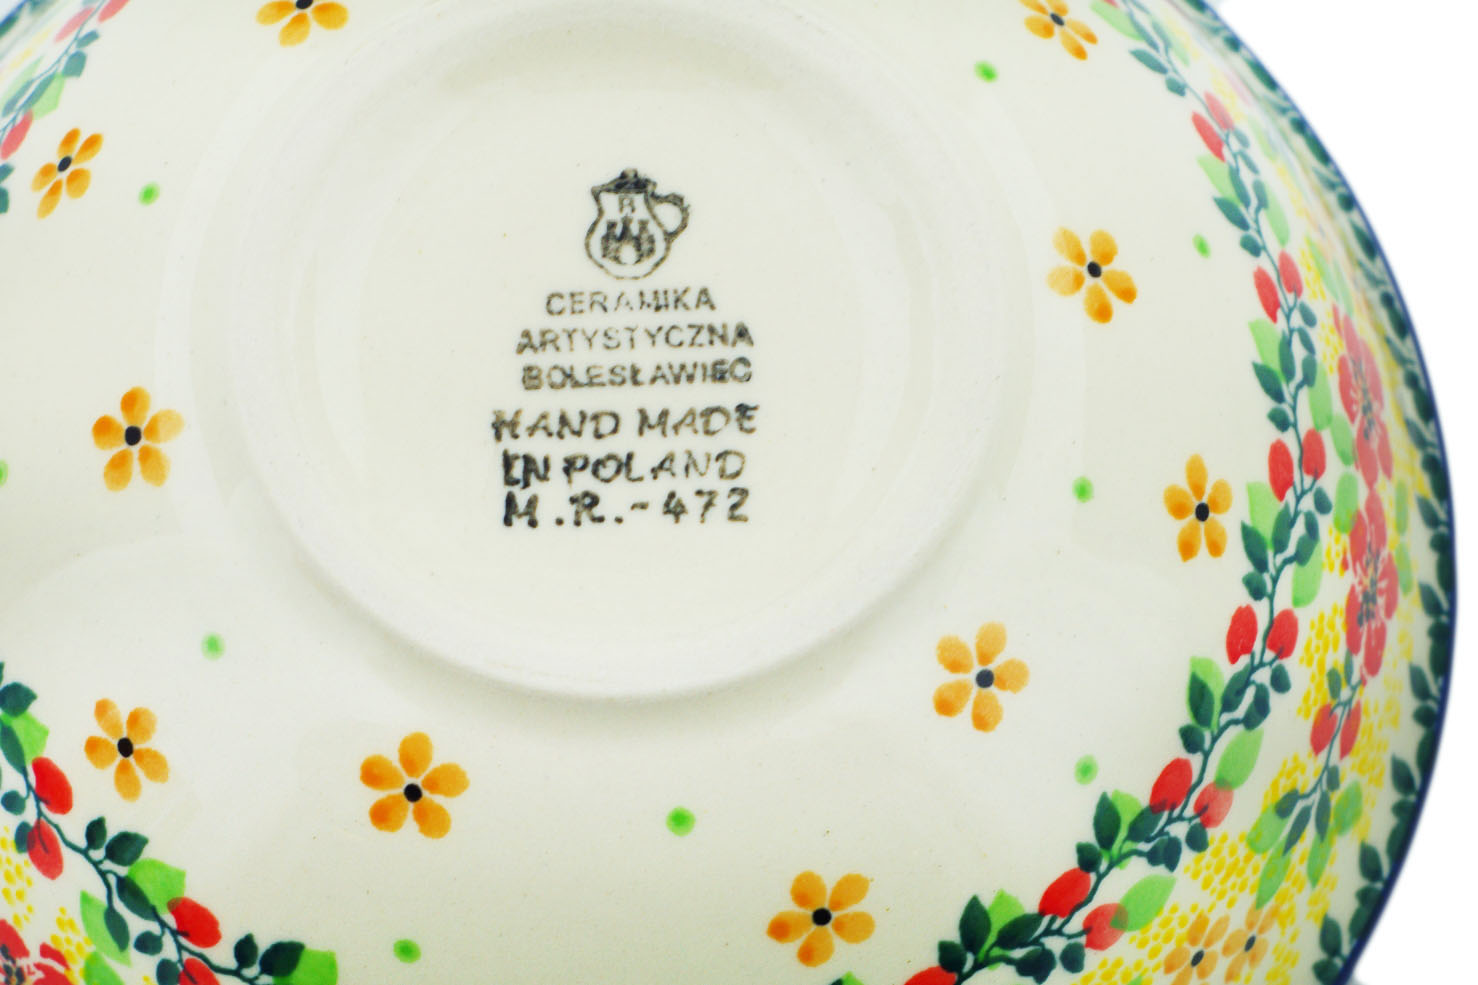 CERAMIKA
ARTYSTYCZNA
BOLESŁAWIEC
HAND MADE
IN POLAND
M.R.-472